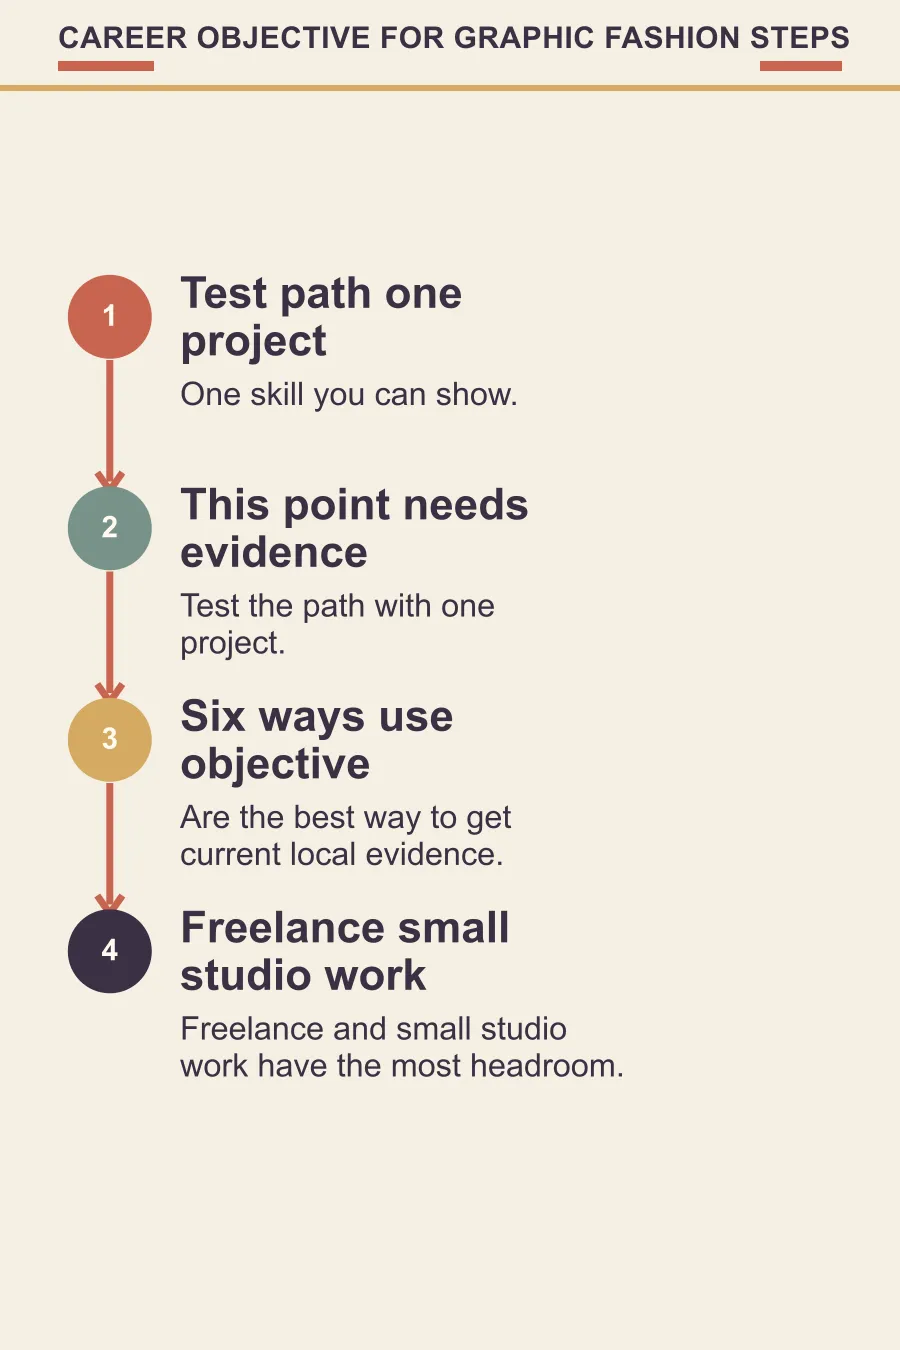 CAREER OBJECTIVE FOR GRAPHIC FASHION STEPS
1
Test path one
project
One skill you can show.
2
This point needs
evidence
Test the path with one
project.
3
Six ways use
objective
Are the best way to get
current local evidence.
4
Freelance small
studio work
Freelance and small studio
work have the most headroom.